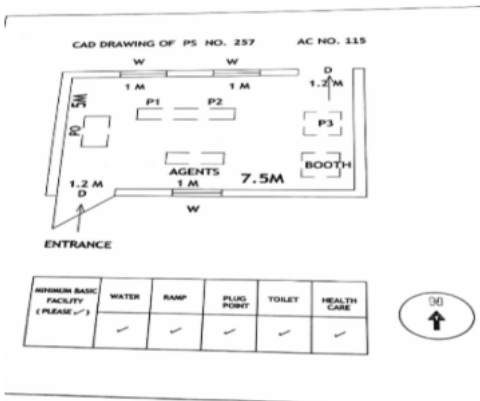 CAD DRAWING OF PS NO. 257 AC NO. 115
W W D
1 M 1 M 1.2 M
5M
P1 P2
PO
P3
AGENTS
BOOTH
1.2 M 1 M 7.5M
D
W
ENTRANCE
MINIMUM BASIC FACILITY ( PLEASE ✓ )
WATER
RAMP
PLUG POINT
TOILET
HEALTH CARE
✓ ✓ ✓ ✓ ✓
N